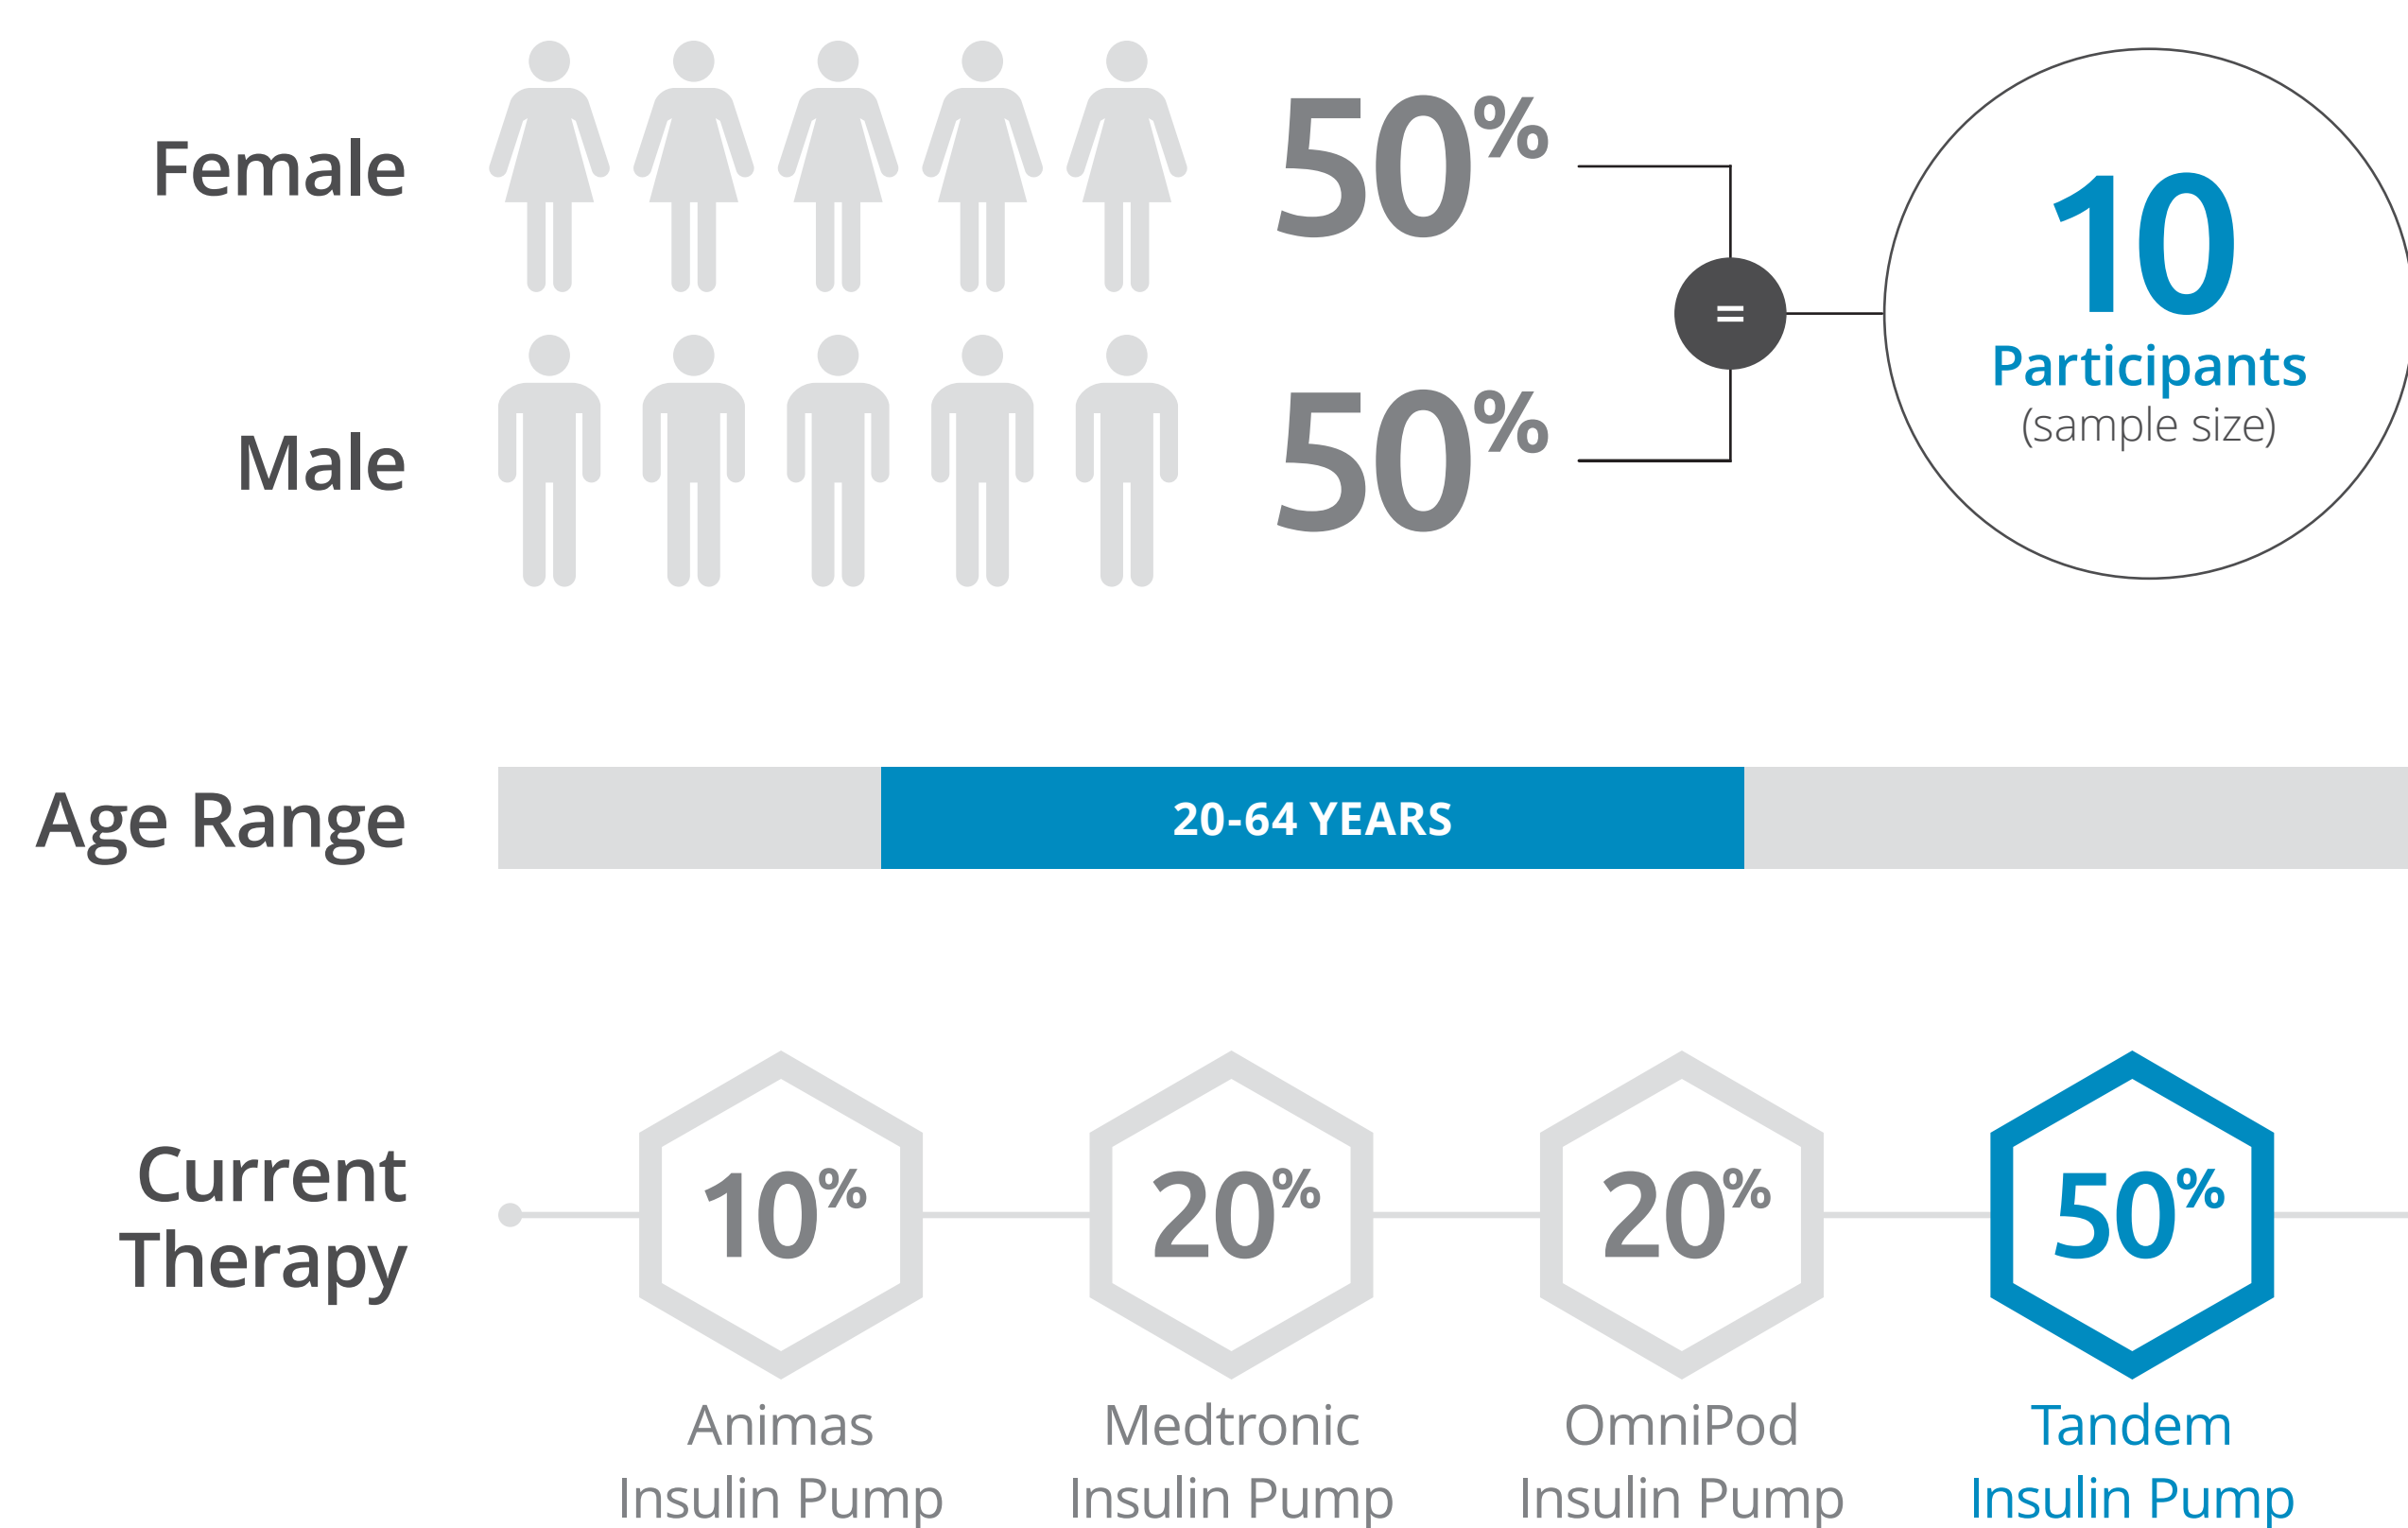 Female
50%
=
10
Participants
(sample size)
Male
50%
Age Range
20-64 YEARS
Current
Therapy
10%
20%
20%
50%
Animas
Insulin Pump
Medtronic
Insulin Pump
OmniPod
Insulin Pump
Tandem
Insulin Pump